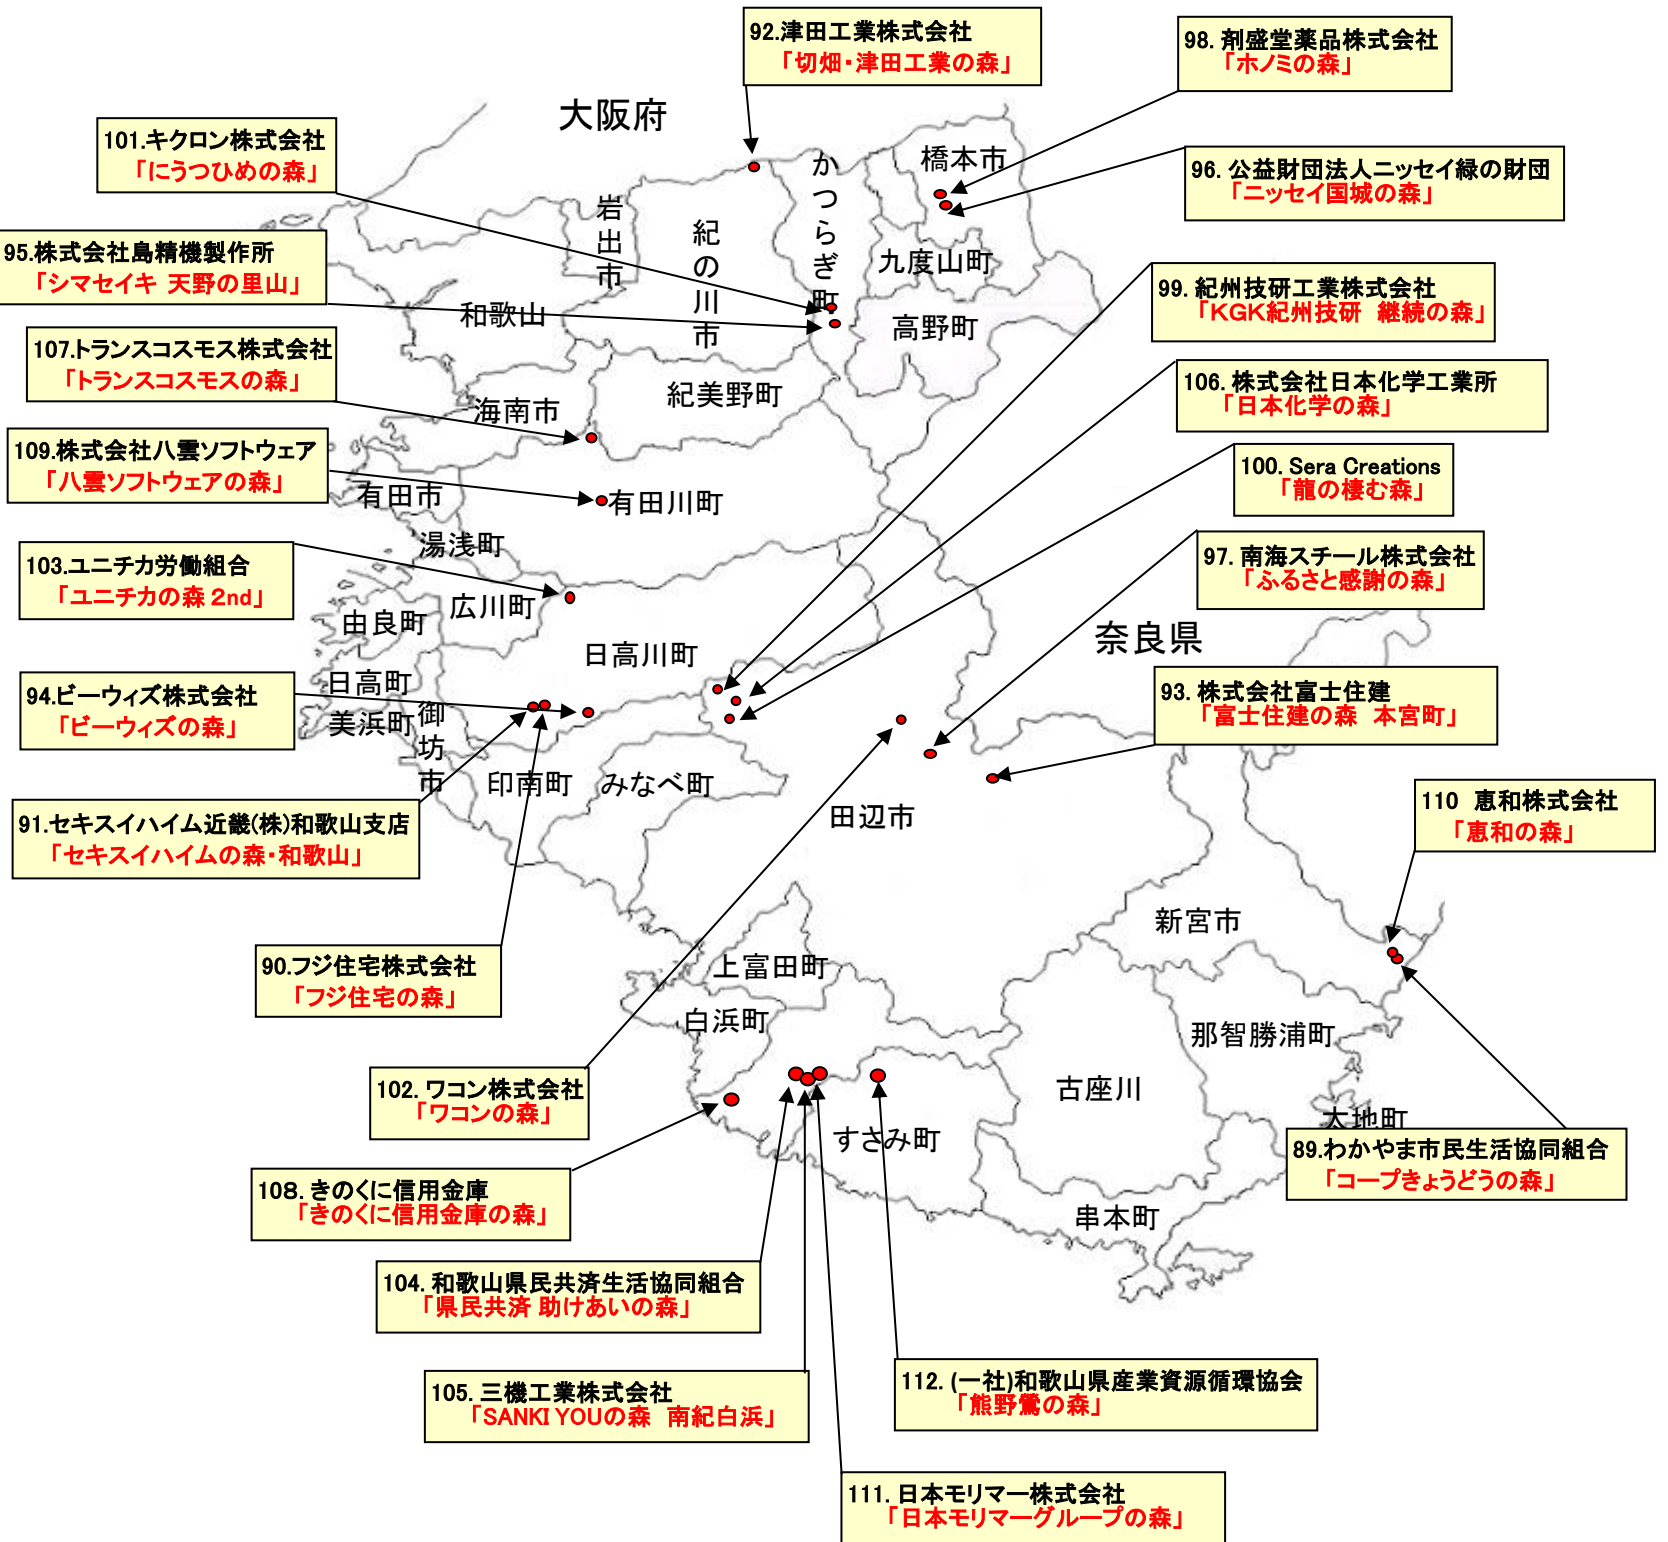 92.津田工業株式会社
「切畑・津田工業の森」
98. 剤盛堂薬品株式会社
「ホノミの森」
大阪府
101.キクロン株式会社
「にうつひめの森」
橋本市
96. 公益財団法人ニッセイ緑の財団
「ニッセイ国城の森」
かつらぎ町
岩出市
紀の川市
95.株式会社島精機製作所
「シマセイキ 天野の里山」
九度山町
99. 紀州技研工業株式会社
「KGK紀州技研 継続の森」
和歌山
高野町
107.トランスコスモス株式会社
「トランスコスモスの森」
106. 株式会社日本化学工業所
「日本化学の森」
海南市
紀美野町
109.株式会社八雲ソフトウェア
「八雲ソフトウェアの森」
100. Sera Creations
「龍の棲む森」
有田市
有田川町
湯浅町
97. 南海スチール株式会社
「ふるさと感謝の森」
103.ユニチカ労働組合
「ユニチカの森 2nd」
広川町
由良町
奈良県
日高川町
94.ビーウィズ株式会社
「ビーウィズの森」
日高町
93. 株式会社富士住建
「富士住建の森 本宮町」
美浜町
御坊市
印南町
みなべ町
田辺市
110 恵和株式会社
「恵和の森」
91.セキスイハイム近畿(株)和歌山支店
「セキスイハイムの森・和歌山」
新宮市
90.フジ住宅株式会社
「フジ住宅の森」
上富田町
白浜町
那智勝浦町
102. ワコン株式会社
「ワコンの森」
古座川
太地町
すさみ町
89.わかやま市民生活協同組合
「コープきょうどうの森」
108. きのくに信用金庫
「きのくに信用金庫の森」
串本町
104. 和歌山県民共済生活協同組合
「県民共済 助けあいの森」
105. 三機工業株式会社
「SANKI YOUの森 南紀白浜」
112. (一社)和歌山県産業資源循環協会
「熊野鶯の森」
111. 日本モリマー株式会社
「日本モリマーグループの森」